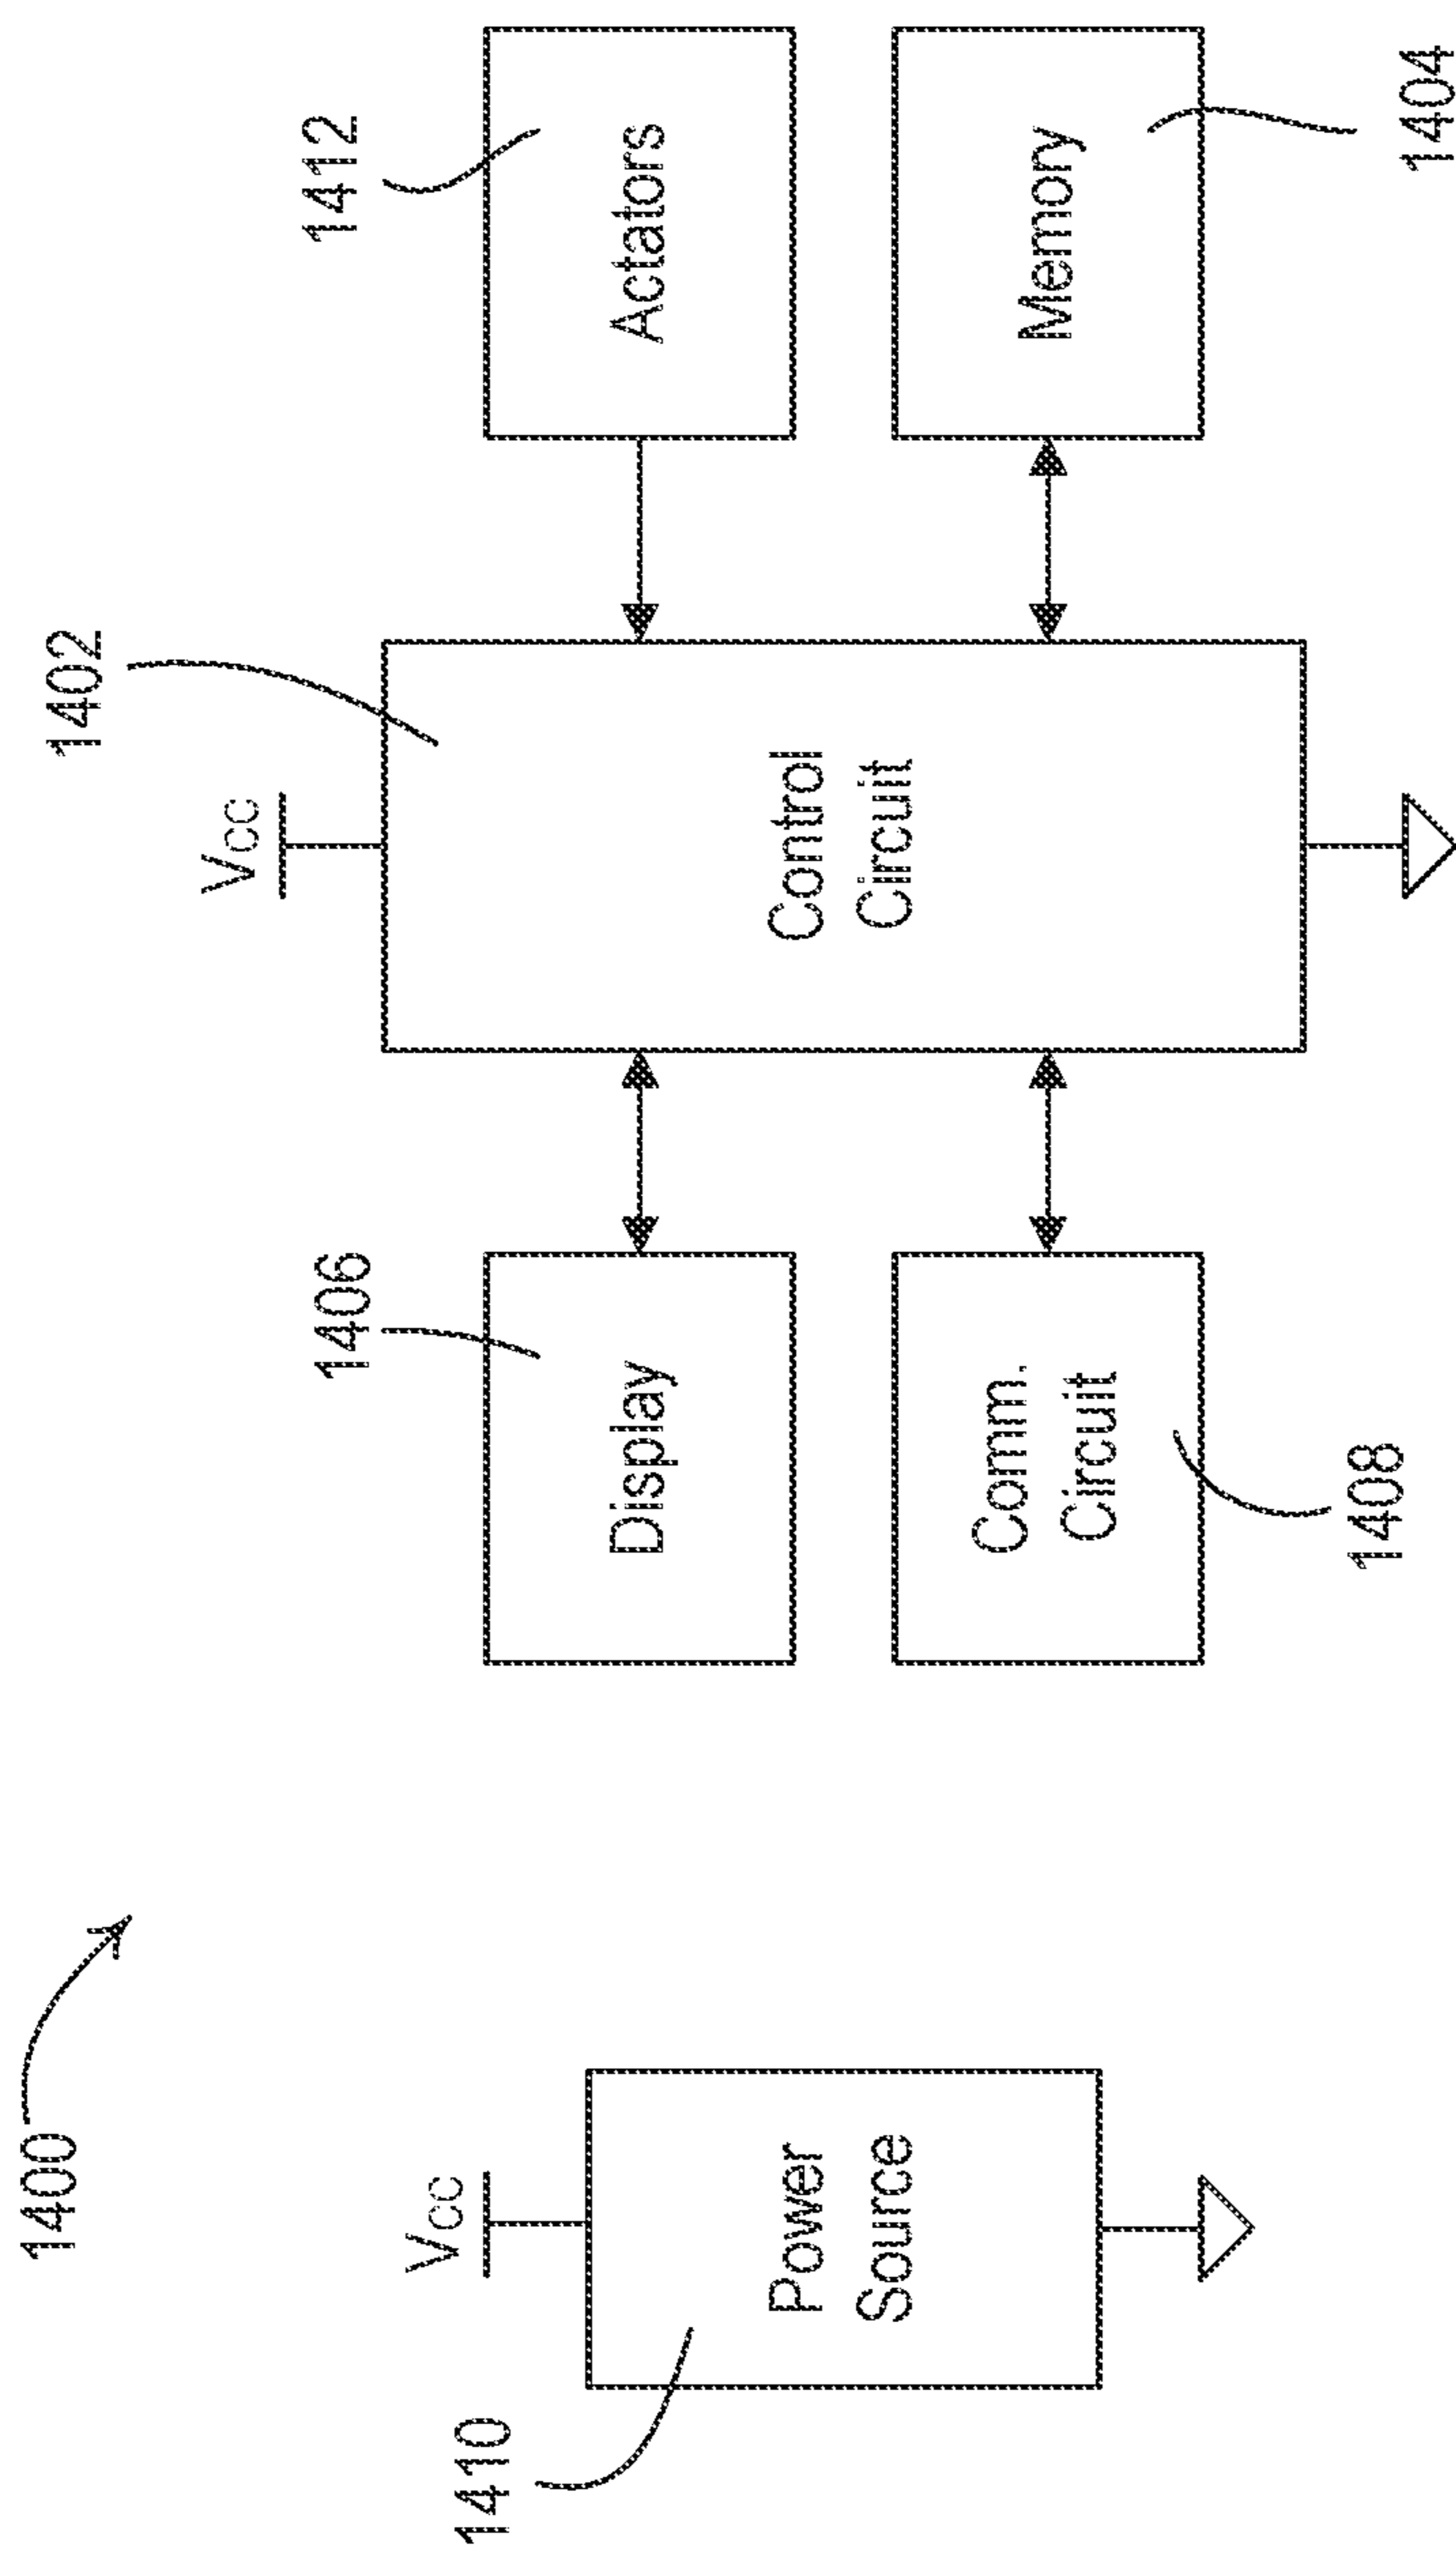 1400
1402
VCC
1412
1406
Display
Control
Circuit
Actators
VCC
1410
Power
Source
Comm.
Circuit
Memory
1408
1404